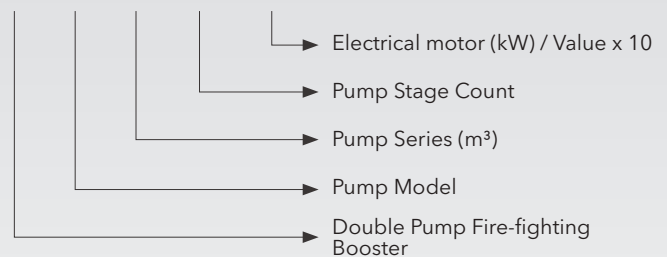 Electrical motor (kW) / Value x 10
Pump Stage Count
Pump Series (m³)
Pump Model
Double Pump Fire-fighting
Booster